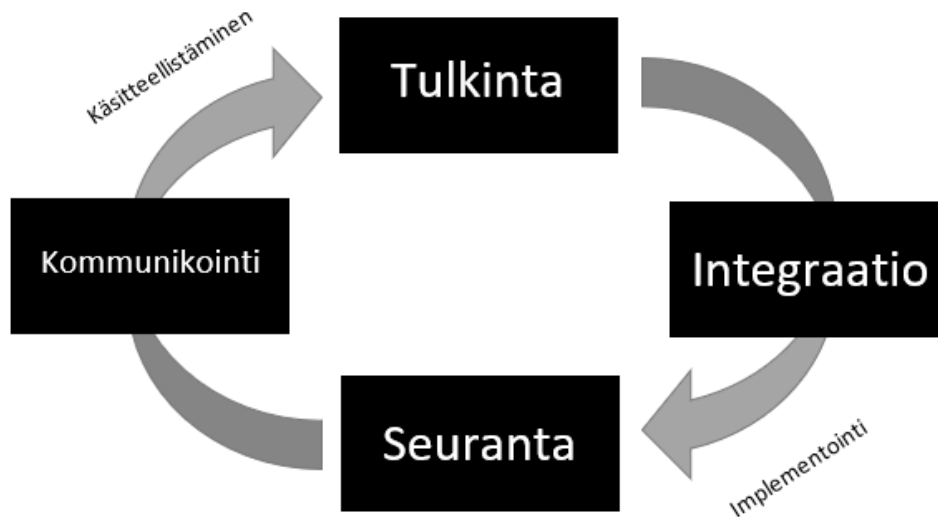 Käsitteellistäminen
Tulkinta
Kommunikointi
Integraatio
Seuranta
Implementointi